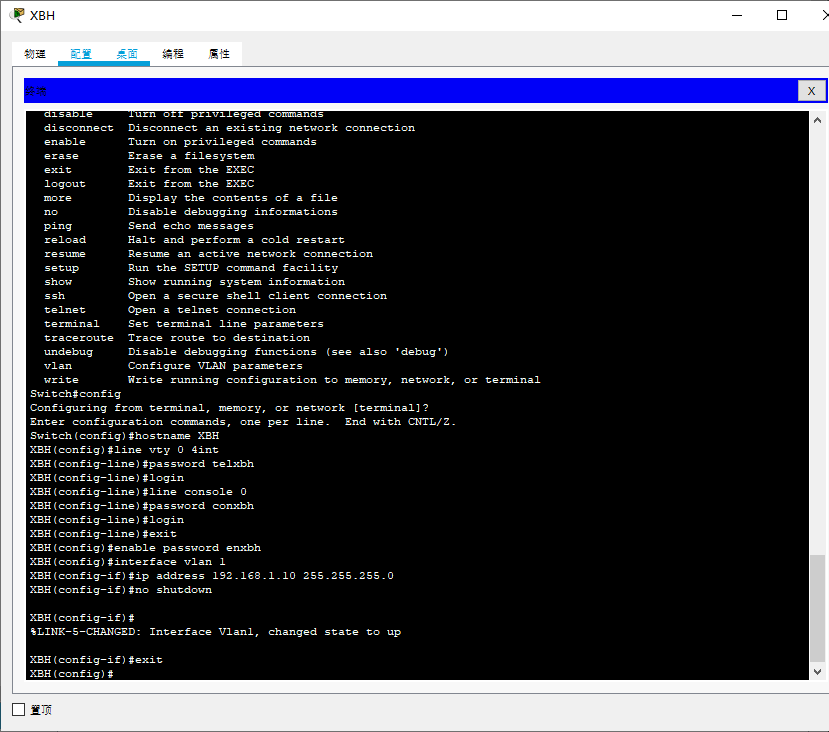 XBH
物理 配置 桌面 编程 属性
终端 X
disable Turn off privileged commands
disconnect Disconnect an existing network connection
enable Turn on privileged commands
erase Erase a filesystem
exit Exit from the EXEC
logout Exit from the EXEC
more Display the contents of a file
no Disable debugging informations
ping Send echo messages
reload Halt and perform a cold restart
resume Resume an active network connection
setup Run the SETUP command facility
show Show running system information
ssh Open a secure shell client connection
telnet Open a telnet connection
terminal Set terminal line parameters
traceroute Trace route to destination
undebug Disable debugging functions (see also 'debug')
vlan Configure VLAN parameters
write Write running configuration to memory, network, or terminal
Switch#config
Configuring from terminal, memory, or network [terminal]?
Enter configuration commands, one per line. End with CNTL/Z.
Switch(config)#hostname XBH
XBH(config)#line vty 0 4int
XBH(config-line)#password telxbh
XBH(config-line)#login
XBH(config-line)#line console 0
XBH(config-line)#password conxbh
XBH(config-line)#login
XBH(config-line)#exit
XBH(config)#enable password enxbh
XBH(config)#interface vlan 1
XBH(config-if)#ip address 192.168.1.10 255.255.255.0
XBH(config-if)#no shutdown
XBH(config-if)#
%LINK-5-CHANGED: Interface Vlan1, changed state to up
XBH(config-if)#exit
XBH(config)#
置顶